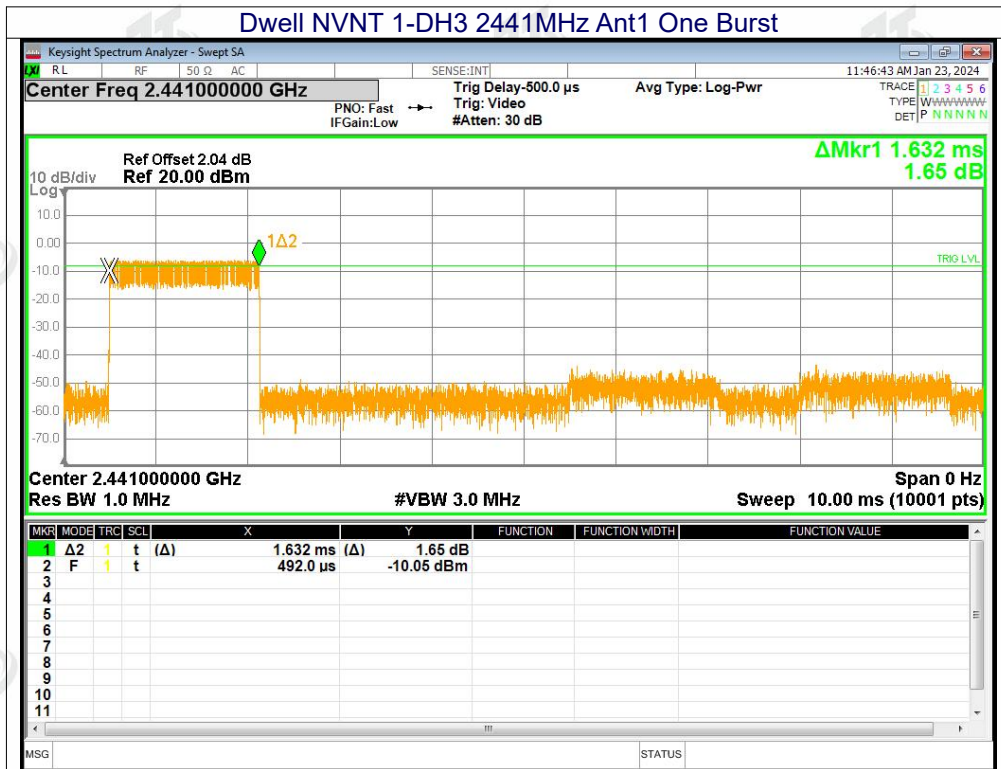 Dwell NVNT 1-DH3 2441MHz Ant1 One Burst
Keysight Spectrum Analyzer - Swept SA
LXI RL RF 50 Ω AC SENSE:INT 11:46:43 AM Jan 23, 2024
Center Freq 2.441000000 GHz Trig Delay-500.0 µs Avg Type: Log-Pwr TRACE 1 2 3 4 5 6
PNO: Fast Trig: Video TYPE WWWWWWW
IFGain:Low #Atten: 30 dB DET P N N N N N
ΔMkr1 1.632 ms
1.65 dB
Ref Offset 2.04 dB
10 dB/div Ref 20.00 dBm
Log
10.0
0.00
1Δ2
TRIG LVL
-10.0
-20.0
-30.0
-40.0
-50.0
-60.0
-70.0
Center 2.441000000 GHz Span 0 Hz
Res BW 1.0 MHz #VBW 3.0 MHz Sweep 10.00 ms (10001 pts)
MKR MODE TRC SCL X Y FUNCTION FUNCTION WIDTH FUNCTION VALUE
1 Δ2 1 t (Δ) 1.632 ms (Δ) 1.65 dB
2 F 1 t 492.0 µs -10.05 dBm
3
4
5
6
7
8
9
10
11
MSG STATUS